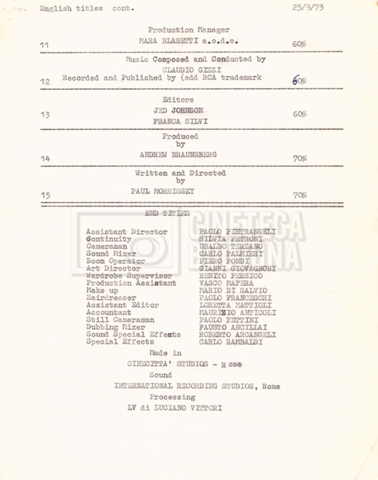 English titles cont. 25/9/73
Production Manager
11 MARA BLASETTI a.o.d.c. 60%
Music Composed and Conducted by
CLAUDIO GIZZI
12 Recorded and Published by (add RCA trademark 60%
Editors
13 JED JOHNSON 60%
FRANCA SILVI
Produced
by
14 ANDREW BRAUNSBERG 70%
Written and Directed
by
15 PAUL MORRISSEY 70%
END TITLES
Assistant Director PAOLO PIETRANGELI
Continuity SILVIA PETRONI
Cameraman UBALDO TERZANO
Sound Mixer CARLO PALMIERI
Boom Operator PIERO FONDI
Art Director GIANNI GIOVAGNONI
Wardrobe Supervisor BENITO PERSICO
Production Assistant VASCO MAFERA
Make up MARIO DI SALVIO
Hairdresser PAOLO FRANCESCHI
Assistant Editor LORETTA MATTIOLI
Accountant MAURIZIO ANTICOLI
Still Cameraman PAOLO PETTINI
Dubbing Mixer FAUSTO ANCILLAI
Sound Special Effects ROBERTO ARCANGELI
Special Effects CARLO RAMBALDI
Made in
CINECITTA' STUDIOS - Rome
Sound
INTERNATIONAL RECORDING STUDIOS, Rome
Processing
LV di LUCIANO VITTORI
CINETECA
BOLOGNA